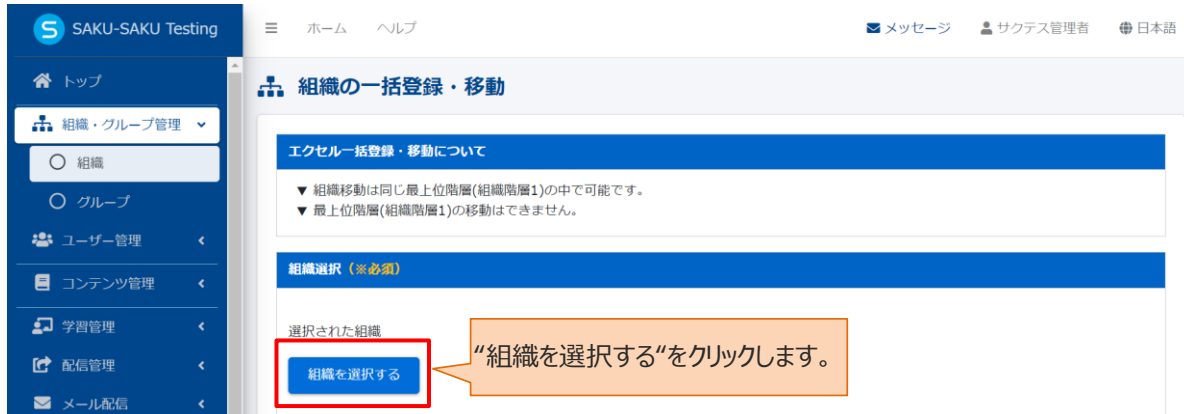 SAKU-SAKU Testing
ホーム ヘルプ
メッセージ サクテス管理者 日本語
トップ
組織・グループ管理
組織
グループ
ユーザー管理
コンテンツ管理
学習管理
配信管理
メール配信
組織の一括登録・移動
エクセル一括登録・移動について
▼ 組織移動は同じ最上位階層(組織階層1)の中で可能です。
▼ 最上位階層(組織階層1)の移動はできません。
組織選択（※必須）
選択された組織
組織を選択する
“組織を選択する“をクリックします。